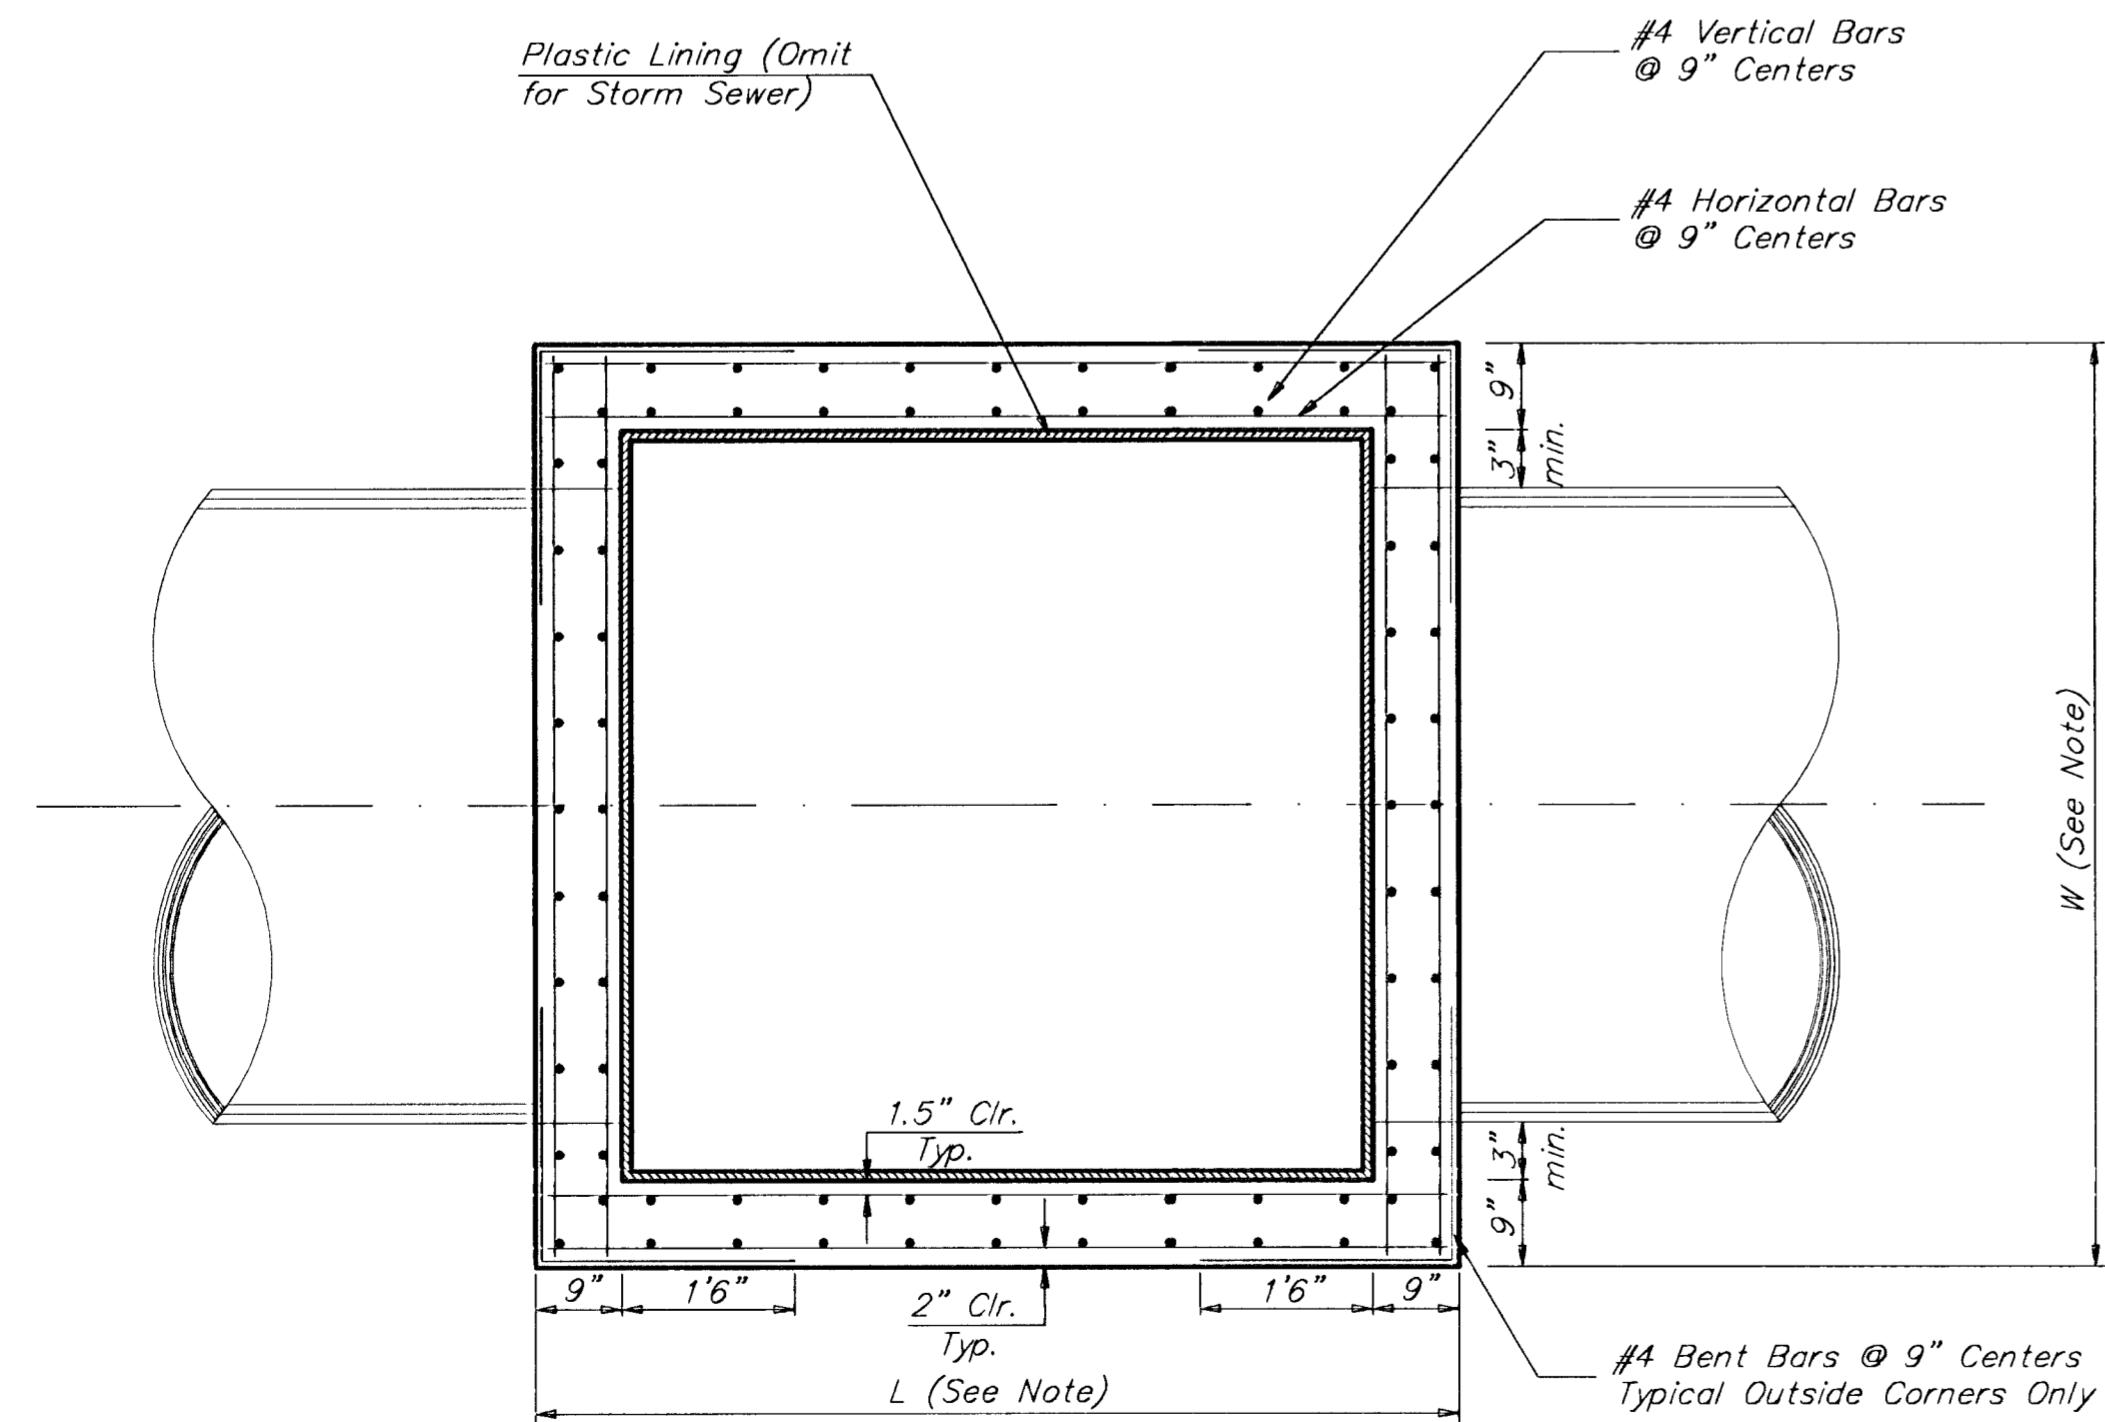 Plastic Lining (Omit
for Storm Sewer)
#4 Vertical Bars
@ 9" Centers
#4 Horizontal Bars
@ 9" Centers
9"
3"
min.
W (See Note)
1.5" Clr.
Typ.
3"
min.
9"
9"
1'6"
2" Clr.
Typ.
1'6"
9"
L (See Note)
#4 Bent Bars @ 9" Centers
Typical Outside Corners Only